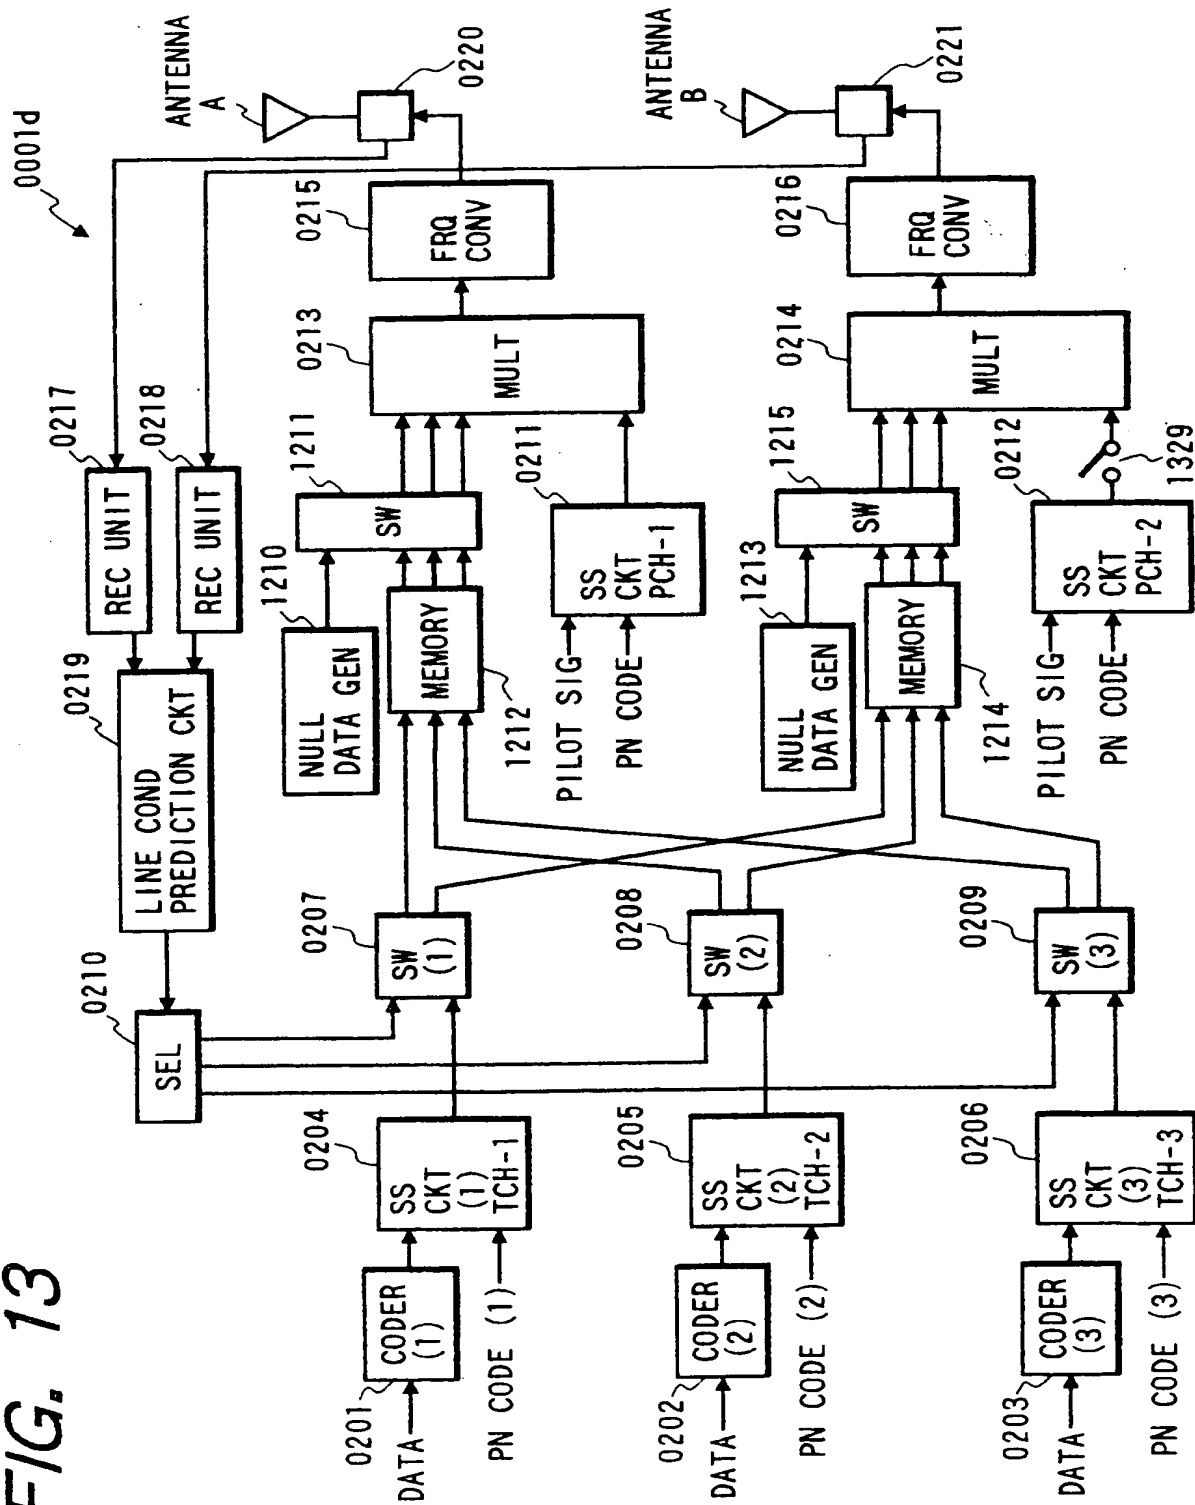 FIG. 13
0001d
ANTENNA
A
0220
ANTENNA
B
0221
0217
REC UNIT
0218
REC UNIT
0219
LINE COND
PREDICTION CKT
0210
SEL
0215
FRQ
CONV
0216
FRQ
CONV
0213
MULT
0214
MULT
1211
SW
1215
SW
1210
NULL
DATA GEN
1213
NULL
DATA GEN
MEMORY
1212
MEMORY
1214
0211
SS
CKT
PCH-1
PILOT SIG
PN CODE
0212
SS
CKT
PCH-2
1329
PILOT SIG
PN CODE
0207
SW
(1)
0208
SW
(2)
0209
SW
(3)
0204
SS
CKT
(1)
TCH-1
0205
SS
CKT
(2)
TCH-2
0206
SS
CKT
(3)
TCH-3
0201
CODER
(1)
DATA
PN CODE (1)
0202
CODER
(2)
DATA
PN CODE (2)
0203
CODER
(3)
DATA
PN CODE (3)